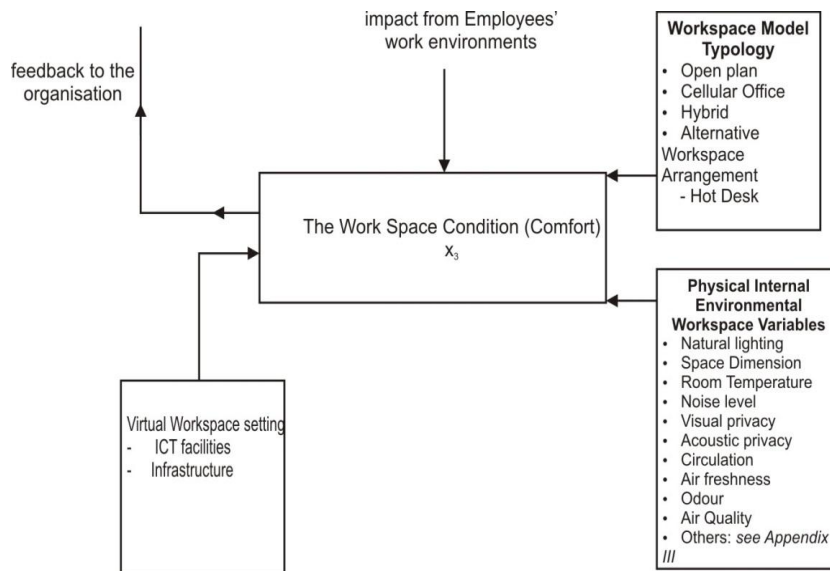 impact from Employees'
work environments
feedback to the
organisation
Workspace Model
Typology
• Open plan
• Cellular Office
• Hybrid
• Alternative
Workspace
Arrangement
- Hot Desk
The Work Space Condition (Comfort)
x₃
Physical Internal
Environmental
Workspace Variables
• Natural lighting
• Space Dimension
• Room Temperature
• Noise level
• Visual privacy
• Acoustic privacy
• Circulation
• Air freshness
• Odour
• Air Quality
• Others: see Appendix
III
Virtual Workspace setting
- ICT facilities
- Infrastructure